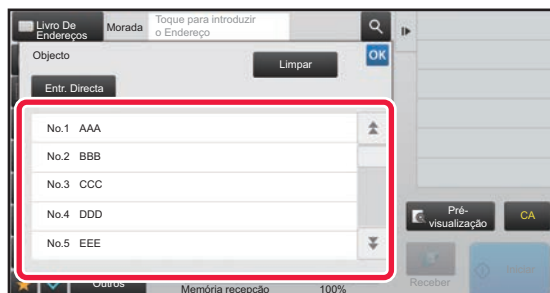 Livro De
Endereços
Morada
Toque para introduzir
o Endereço
Objecto
Limpar
OK
Entr. Directa
No.1 AAA
No.2 BBB
No.3 CCC
No.4 DDD
No.5 EEE
Pré-
visualização
CA
Outros
Memória recepção 100%
Receber
Iniciar